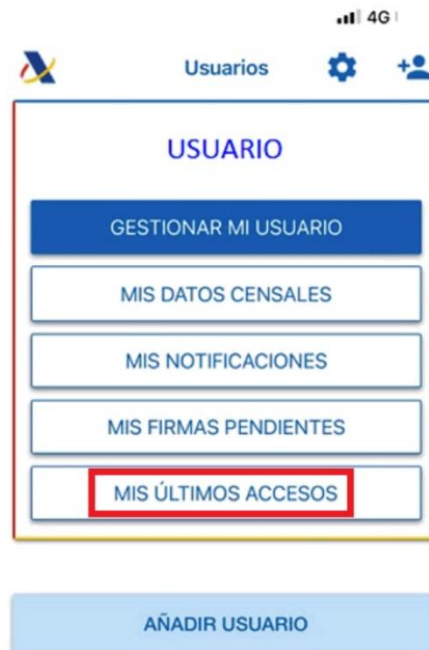 4G
Usuarios
USUARIO
GESTIONAR MI USUARIO
MIS DATOS CENSALES
MIS NOTIFICACIONES
MIS FIRMAS PENDIENTES
MIS ÚLTIMOS ACCESOS
AÑADIR USUARIO